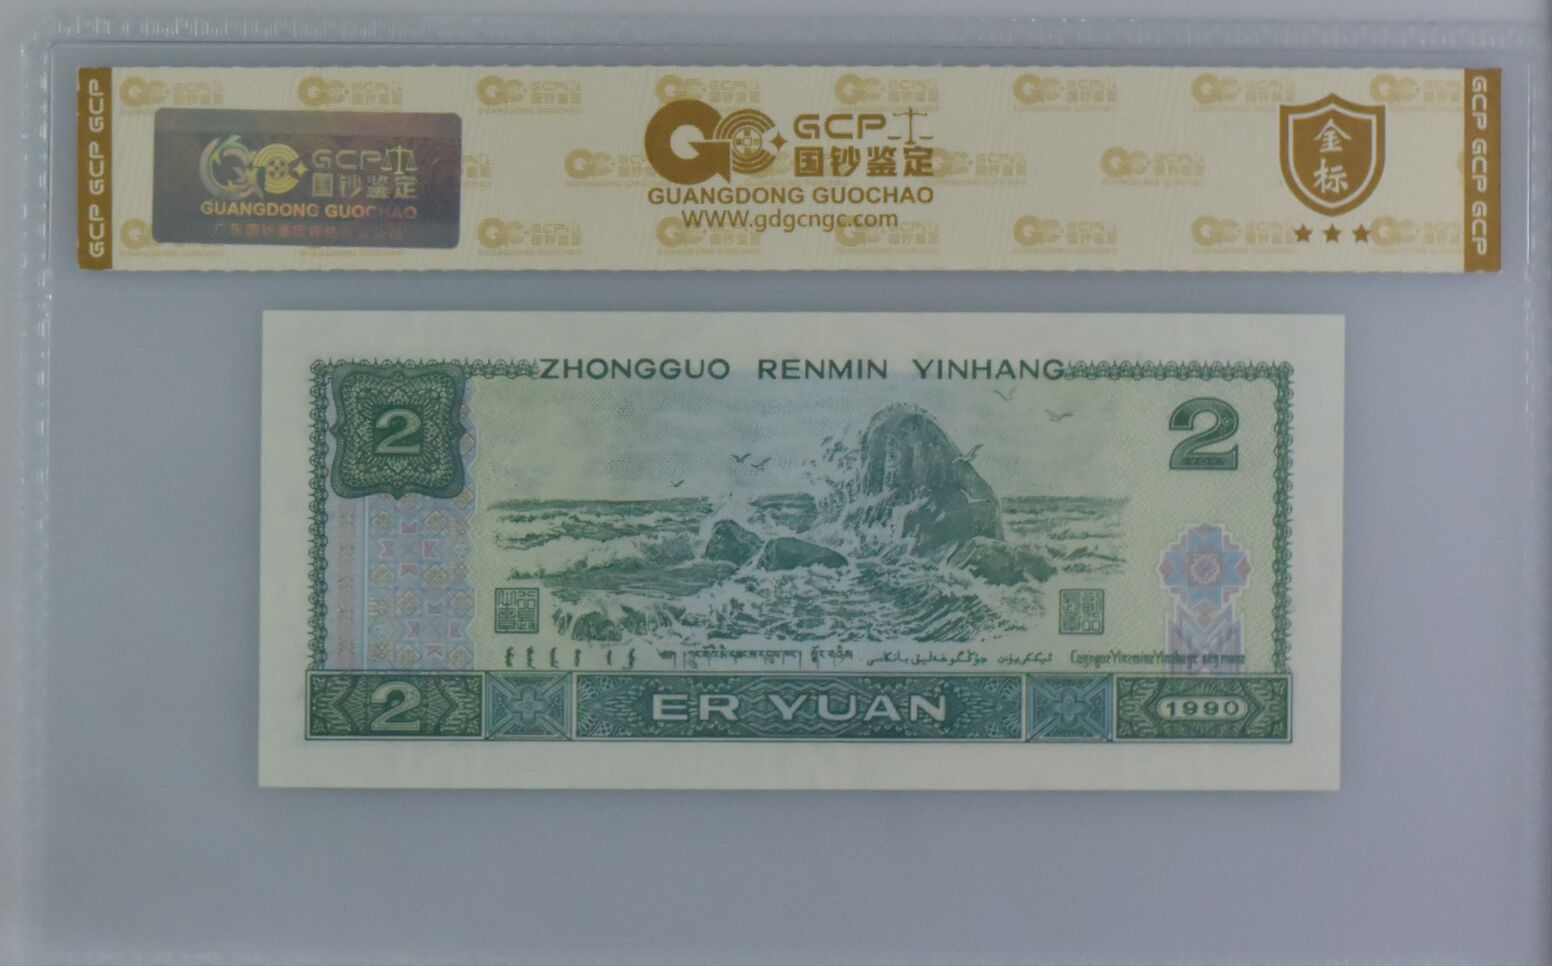 GCP GCP GCP
GCP
国钞鉴定
GUANGDONG GUOCHAO
GCP
国钞鉴定
GUANGDONG GUOCHAO
WWW.gdgcngc.com
金
标
GCP GCP GCP
ZHONGGUO RENMIN YINHANG
2
2
2
ER YUAN
1990